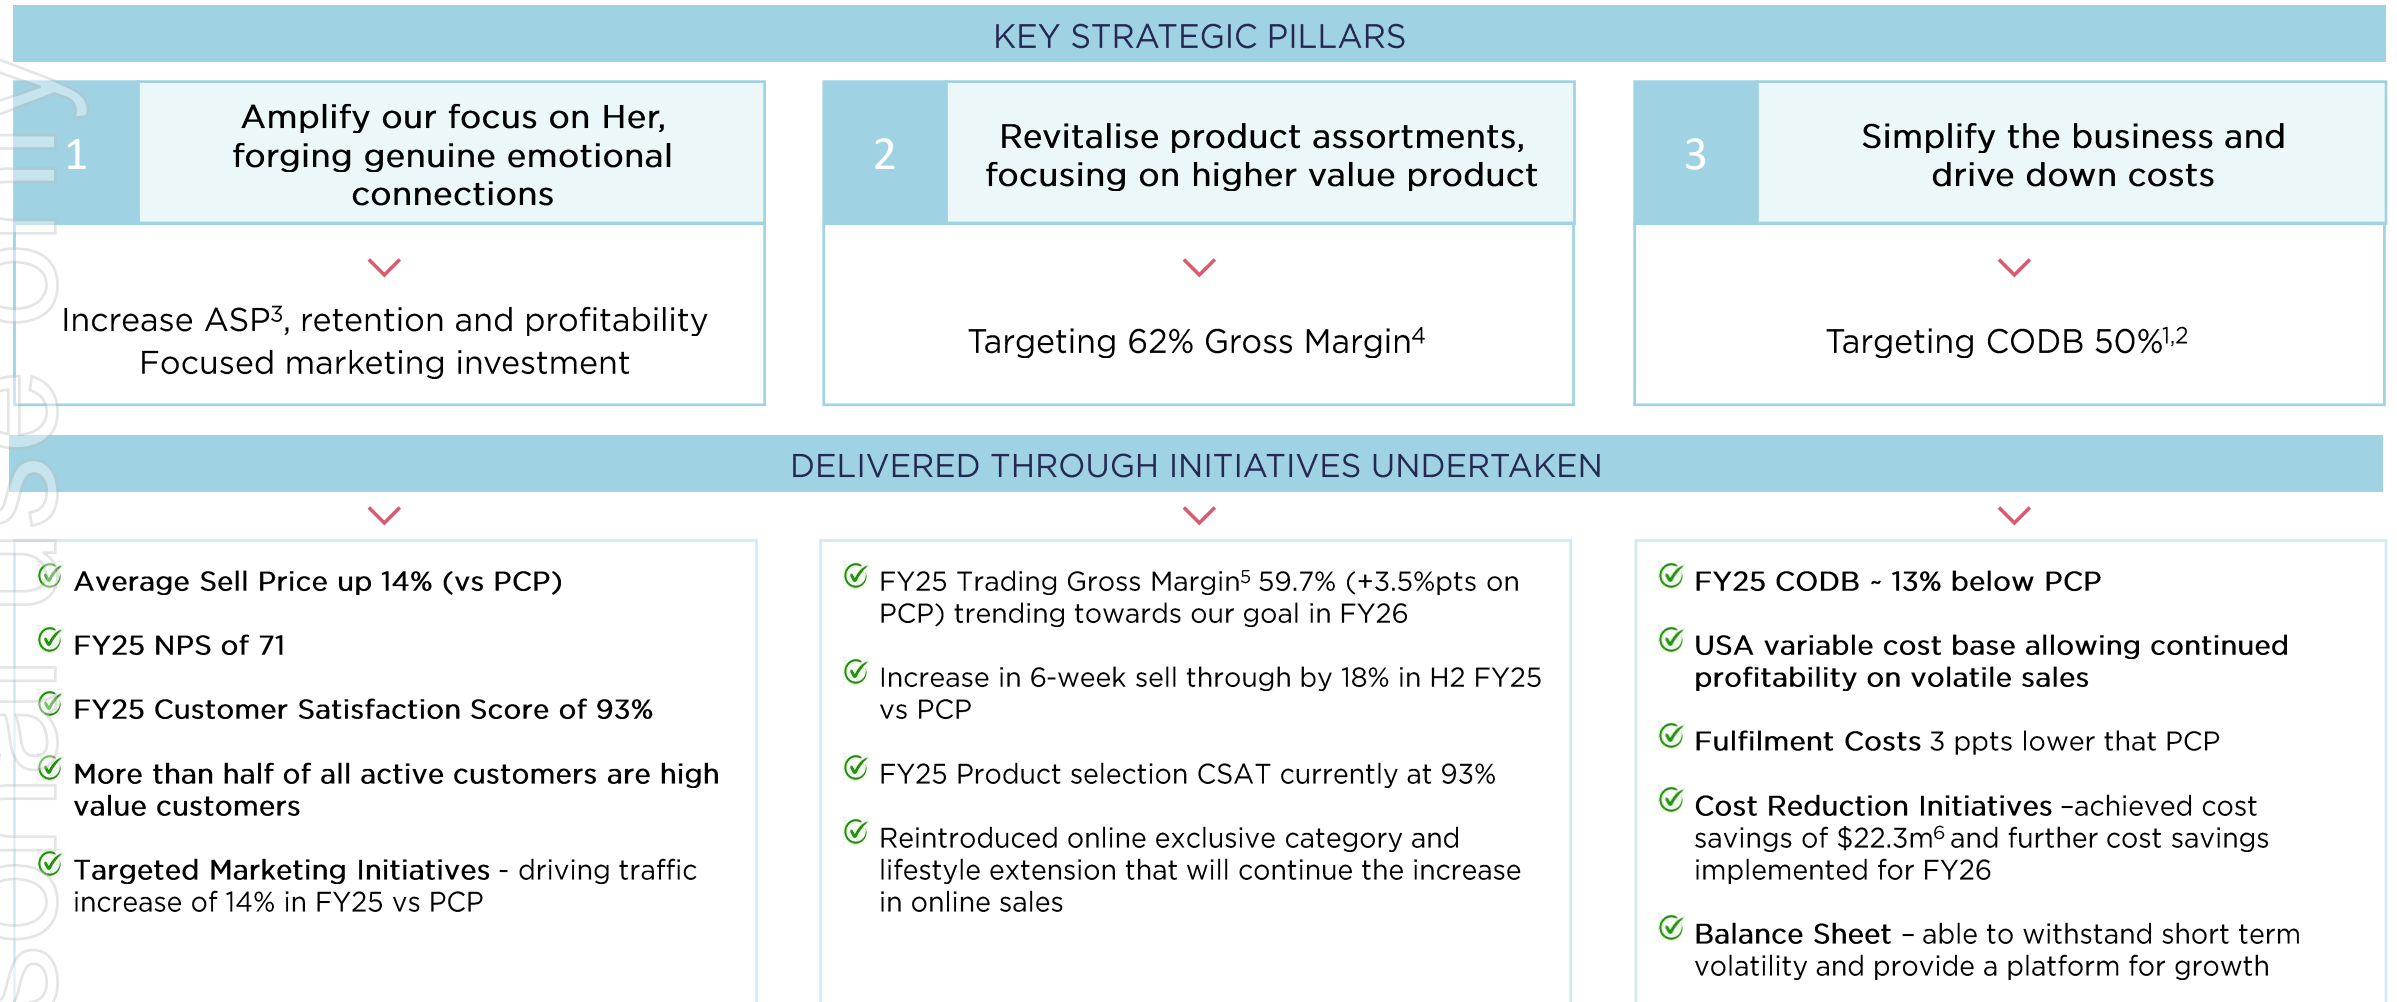 KEY STRATEGIC PILLARS
1
Amplify our focus on Her,
forging genuine emotional
connections
Increase ASP³, retention and profitability
Focused marketing investment
2
Revitalise product assortments,
focusing on higher value product
Targeting 62% Gross Margin⁴
3
Simplify the business and
drive down costs
Targeting CODB 50%¹,²
DELIVERED THROUGH INITIATIVES UNDERTAKEN
Average Sell Price up 14% (vs PCP)
FY25 NPS of 71
FY25 Customer Satisfaction Score of 93%
More than half of all active customers are high
value customers
Targeted Marketing Initiatives - driving traffic
increase of 14% in FY25 vs PCP
FY25 Trading Gross Margin⁵ 59.7% (+3.5%pts on
PCP) trending towards our goal in FY26
Increase in 6-week sell through by 18% in H2 FY25
vs PCP
FY25 Product selection CSAT currently at 93%
Reintroduced online exclusive category and
lifestyle extension that will continue the increase
in online sales
FY25 CODB ~ 13% below PCP
USA variable cost base allowing continued
profitability on volatile sales
Fulfilment Costs 3 ppts lower that PCP
Cost Reduction Initiatives –achieved cost
savings of $22.3m⁶ and further cost savings
implemented for FY26
Balance Sheet – able to withstand short term
volatility and provide a platform for growth
sonal use only